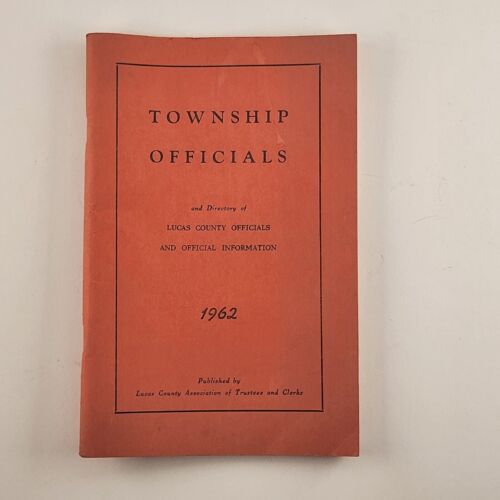 TOWNSHIP
OFFICIALS
and Directory of
LUCAS COUNTY OFFICIALS
AND OFFICIAL INFORMATION
1962
Published by
Lucas County Association of Trustees and Clerks